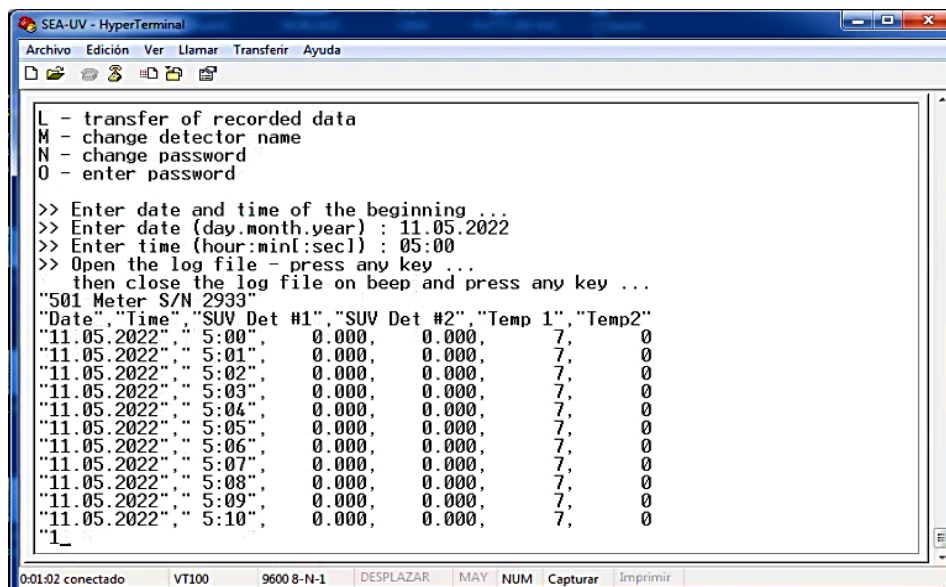 SEA-UV - HyperTerminal
Archivo Edición Ver Llamar Transferir Ayuda
L - transfer of recorded data
M - change detector name
N - change password
O - enter password
>> Enter date and time of the beginning ...
>> Enter date (day.month.year) : 11.05.2022
>> Enter time (hour:min[:sec]) : 05:00
>> Open the log file - press any key ...
then close the log file on beep and press any key ...
"501 Meter S/N 2933"
"Date","Time","SUV Det #1","SUV Det #2","Temp 1","Temp2"
"11.05.2022"," 5:00", 0.000, 0.000, 7, 0
"11.05.2022"," 5:01", 0.000, 0.000, 7, 0
"11.05.2022"," 5:02", 0.000, 0.000, 7, 0
"11.05.2022"," 5:03", 0.000, 0.000, 7, 0
"11.05.2022"," 5:04", 0.000, 0.000, 7, 0
"11.05.2022"," 5:05", 0.000, 0.000, 7, 0
"11.05.2022"," 5:06", 0.000, 0.000, 7, 0
"11.05.2022"," 5:07", 0.000, 0.000, 7, 0
"11.05.2022"," 5:08", 0.000, 0.000, 7, 0
"11.05.2022"," 5:09", 0.000, 0.000, 7, 0
"11.05.2022"," 5:10", 0.000, 0.000, 7, 0
"1_
0:01:02 conectado VT100 9600 8-N-1 DESPLAZAR MAY NUM Capturar Imprimir